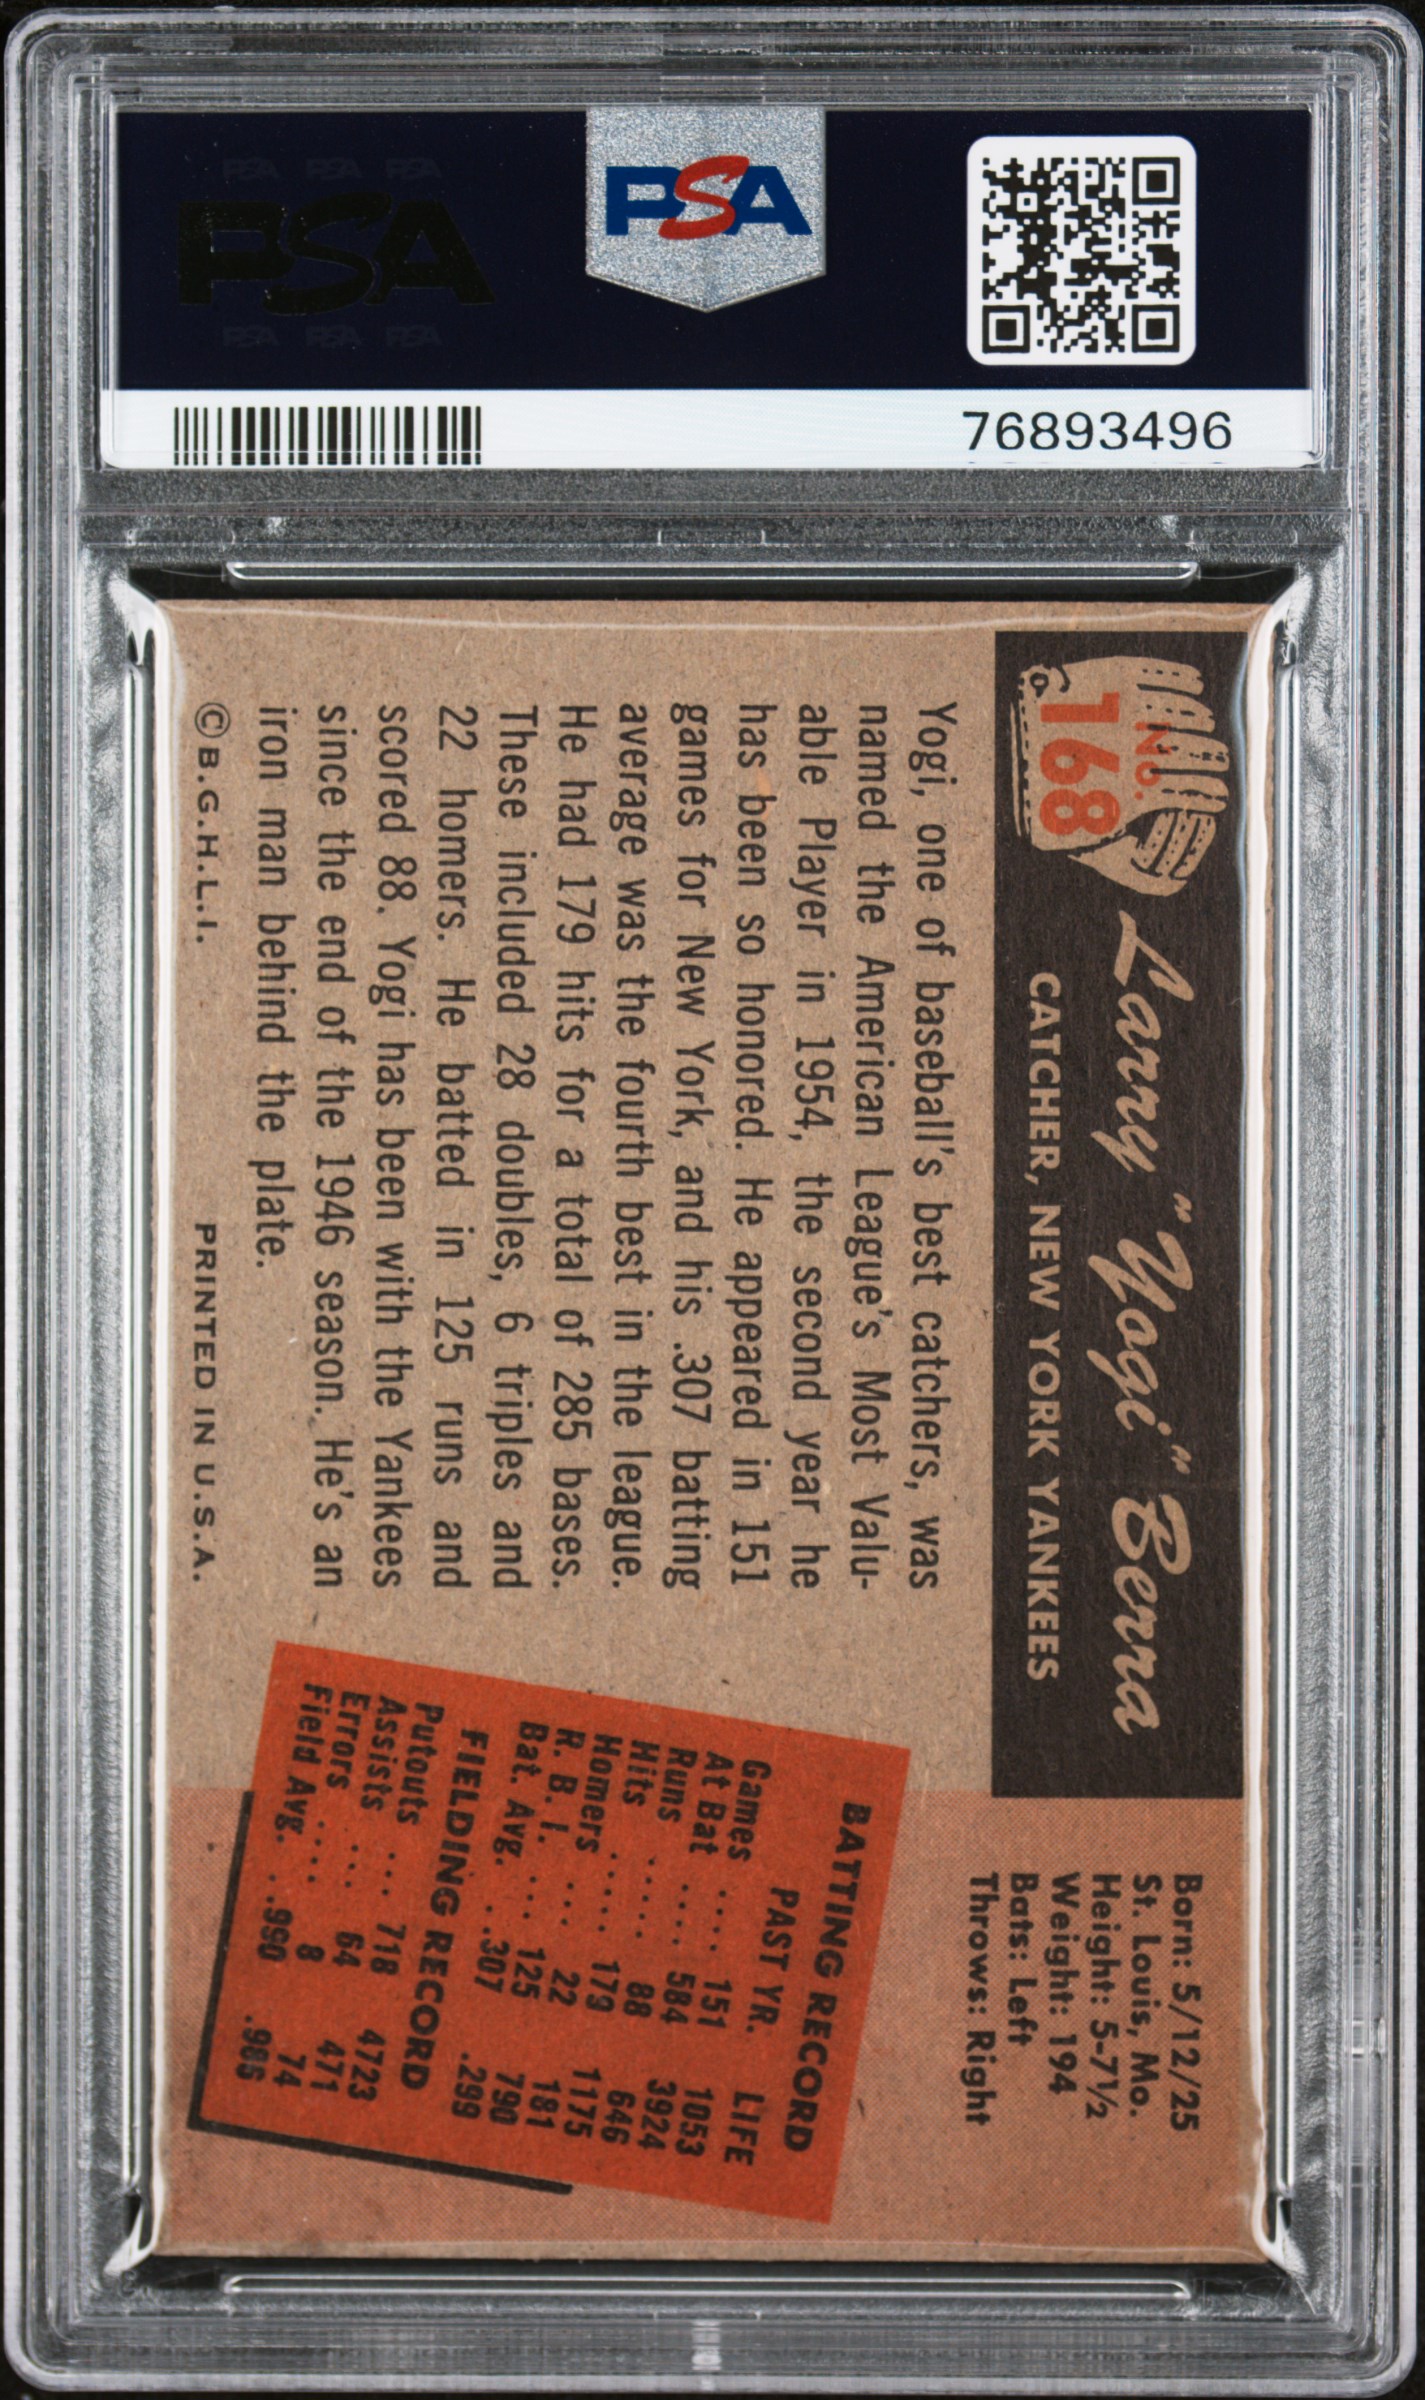 PSA PSA PSA
PSA
PSA PSA PSA
PSA
76893496
NO.
168
Larry "Yogi" Berra
CATCHER, NEW YORK YANKEES
Born: 5/12/25
St. Louis, Mo.
Height: 5-7½
Weight: 194
Bats: Left
Throws: Right
Yogi, one of baseball's best catchers, was
named the American League's Most Valu-
able Player in 1954, the second year he
has been so honored. He appeared in 151
games for New York, and his .307 batting
average was the fourth best in the league.
He had 179 hits for a total of 285 bases.
These included 28 doubles, 6 triples and
22 homers. He batted in 125 runs and
scored 88. Yogi has been with the Yankees
since the end of the 1946 season. He's an
iron man behind the plate.
©B.G.H.L.I. PRINTED IN U.S.A.
BATTING RECORD
PAST YR. LIFE
Games .... 151 1053
At Bat .... 584 3924
Runs ..... 88 646
Hits ..... 179 1175
Homers ... 22 181
R. B. I. ... 125 790
Bat. Avg. . .307 .299
FIELDING RECORD
Putouts ... 718 4723
Assists ... 64 471
Errors .... 8 74
Field Avg. . .990 .985